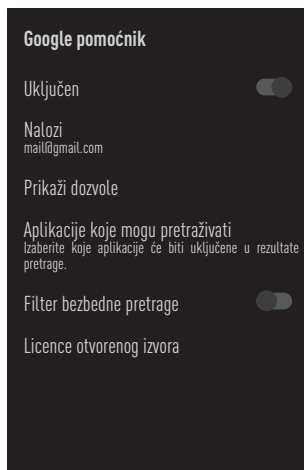 Google pomoćnik
Uključen
Nalozi
mail@gmail.com
Prikaži dozvole
Aplikacije koje mogu pretraživati
Izaberite koje aplikacije će biti uključene u rezultate
pretrage.
Filter bezbedne pretrage
Licence otvorenog izvora